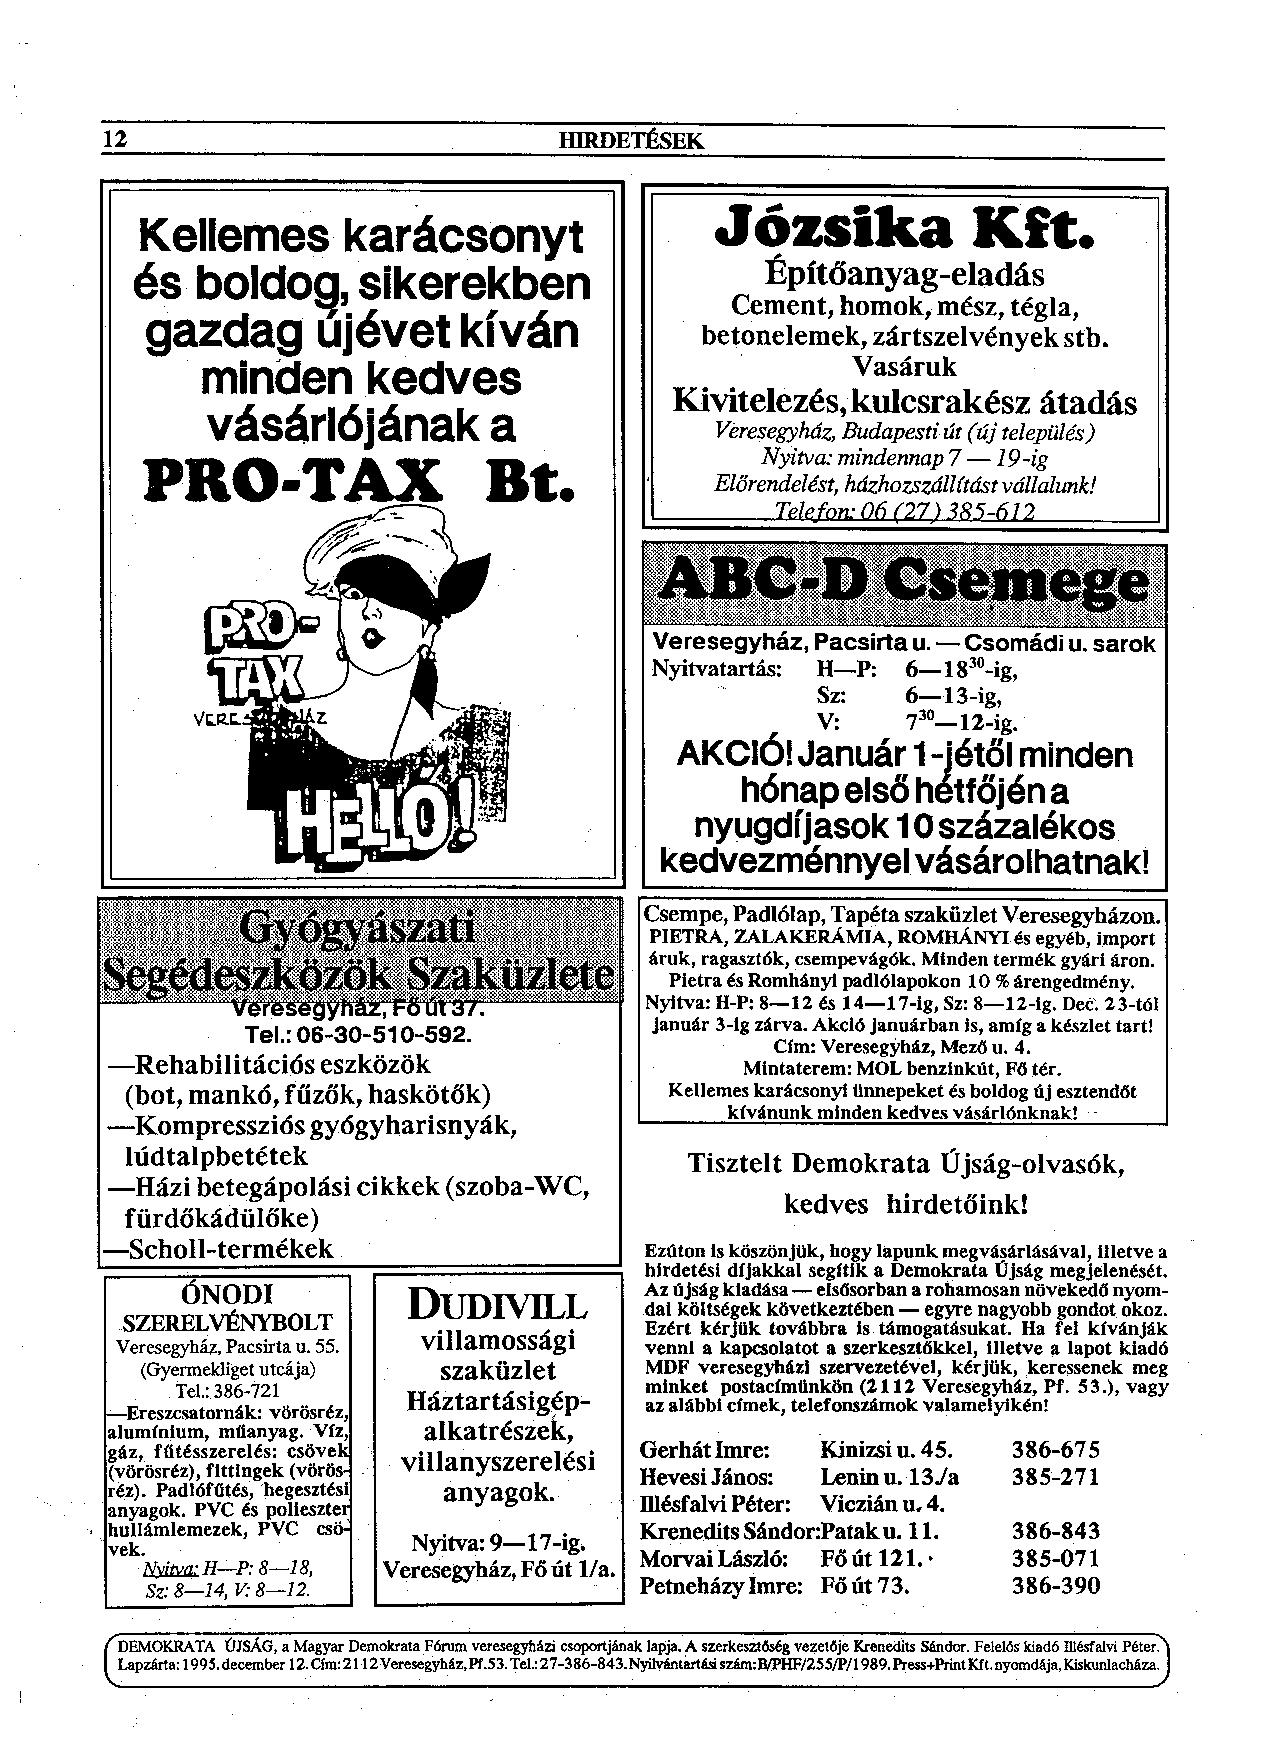 12
HIRDETÉSEK
Kellemes karácsonyt
és boldog, sikerekben
gazdag újévet kíván
minden kedves
vásárlójának a
PRO-TAX Bt.
PRO-
TAX
HELLÓ!
Józsika Kft.
Építőanyag-eladás
Cement, homok, mész, tégla,
betonelemek, zártszelvények stb.
Vasáruk
Kivitelezés, kulcsrakész átadás
Veresegyház, Budapesti út (új település)
Nyitva: mindennap 7 — 19-ig
Előrendelést, házhozszállítást vállalunk!
Telefon: 06 (27) 385-612
ABC-D Csemege
Veresegyház, Pacsirta u. — Csomádi u. sarok
Nyitvatartás: H—P: 6—18³⁰-ig,
Sz: 6—13-ig,
V: 7³⁰—12-ig.
AKCIÓ! Január 1-jétől minden
hónap első hétfőjén a
nyugdíjasok 10 százalékos
kedvezménnyel vásárolhatnak!
Gyógyászati
Segédeszközök Szaküzlete
Veresegyház, Fő út 37.
Tel.: 06-30-510-592.
—Rehabilitációs eszközök
(bot, mankó, fűzők, haskötők)
—Kompressziós gyógyharisnyák,
lúdtalpbetétek
—Házi betegápolási cikkek (szoba-WC,
fürdőkádülőke)
—Scholl-termékek
Csempe, Padlólap, Tapéta szaküzlet Veresegyházon.
PIETRA, ZALAKERÁMIA, ROMHÁNYI és egyéb, import
áruk, ragasztók, csempevágók. Minden termék gyári áron.
Pietra és Romhányi padlólapokon 10 % árengedmény.
Nyitva: H-P: 8—12 és 14—17-ig, Sz: 8—12-ig. Dec. 23-tól
január 3-ig zárva. Akció januárban is, amíg a készlet tart!
Cím: Veresegyház, Mező u. 4.
Mintaterem: MOL benzinkút, Fő tér.
Kellemes karácsonyi ünnepeket és boldog új esztendőt
kívánunk minden kedves vásárlónknak!
ÓNODI
SZERELVÉNYBOLT
Veresegyház, Pacsirta u. 55.
(Gyermekliget utcája)
Tel.: 386-721
—Ereszcsatornák: vörösréz,
alumínium, műanyag. Víz,
gáz, fűtésszerelés: csövek
(vörösréz), fittingek (vörös-
réz). Padlófűtés, hegesztési
anyagok. PVC és poliészter
hullámlemezek, PVC csö-
vek.
Nyitva: H—P: 8—18,
Sz: 8—14, V: 8—12.
DUDIVILL
villamossági
szaküzlet
Háztartásigép-
alkatrészek,
villanyszerelési
anyagok.
Nyitva: 9—17-ig.
Veresegyház, Fő út 1/a.
Tisztelt Demokrata Újság-olvasók,
kedves hirdetőink!
Ezúton is köszönjük, hogy lapunk megvásárlásával, illetve a
hirdetési díjakkal segítik a Demokrata Újság megjelenését.
Az újság kiadása — elsősorban a rohamosan növekedő nyom-
dai költségek következtében — egyre nagyobb gondot okoz.
Ezért kérjük továbbra is támogatásukat. Ha fel kívánják
venni a kapcsolatot a szerkesztőkkel, illetve a lapot kiadó
MDF veresegyházi szervezetével, kérjük, keressenek meg
minket postacímünkön (2112 Veresegyház, Pf. 53.), vagy
az alábbi címek, telefonszámok valamelyikén!
Gerhát Imre: Kinizsi u. 45. 386-675
Hevesi János: Lenin u. 13./a 385-271
Illésfalvi Péter: Viczián u. 4.
Krenedits Sándor: Patak u. 11. 386-843
Morvai László: Fő út 121. 385-071
Petneházy Imre: Fő út 73. 386-390
DEMOKRATA ÚJSÁG, a Magyar Demokrata Fórum veresegyházi csoportjának lapja. A szerkesztőség vezetője Krenedits Sándor. Felelős kiadó Illésfalvi Péter.
Lapzárta: 1995. december 12. Cím: 2112 Veresegyház, Pf. 53. Tel.: 27-386-843. Nyilvántartási szám: B/PHF/255/P/1989. Press+Print Kft. nyomdája, Kiskunlacháza.